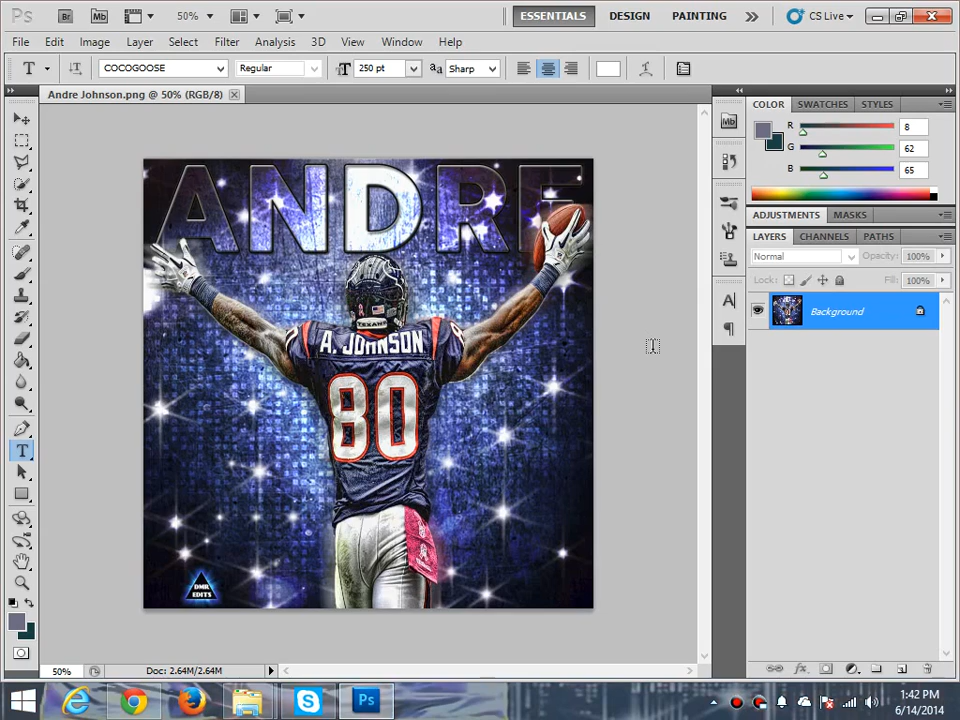 Ps
Br
Mb
50%
ESSENTIALS
DESIGN
PAINTING
CS Live
File
Edit
Image
Layer
Select
Filter
Analysis
3D
View
Window
Help
T
COCOGOOSE
Regular
250 pt
Sharp
Andre Johnson.png @ 50% (RGB/8)
ANDRE
TEXANS
A. JOHNSON
80
DMR
EDITS
Mb
A
COLOR
SWATCHES
STYLES
R
8
G
62
B
65
ADJUSTMENTS
MASKS
LAYERS
CHANNELS
PATHS
Normal
Opacity:
100%
Lock:
Fill:
100%
Background
50%
Doc: 2.64M/2.64M
Ps
1:42 PM
6/14/2014